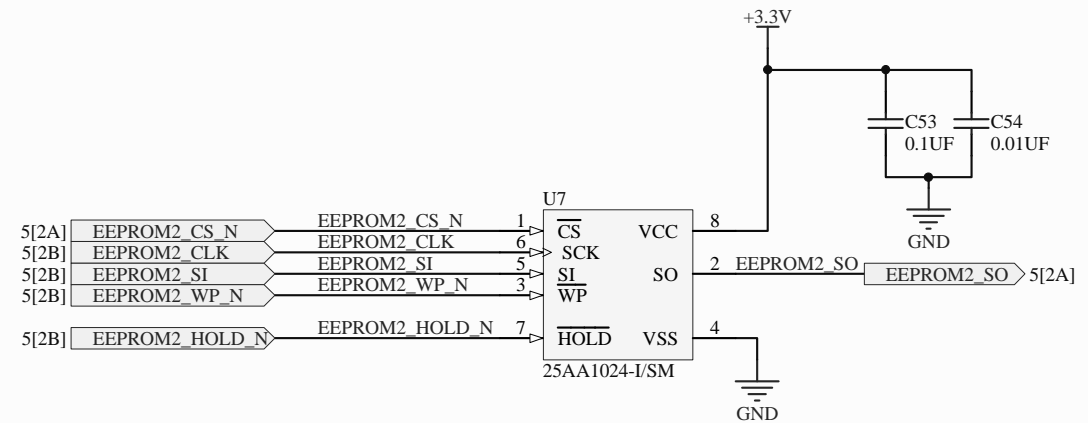 +3.3V
C53
0.1UF
C54
0.01UF
GND
U7
5[2A] EEPROM2_CS_N EEPROM2_CS_N 1 CS VCC 8
5[2B] EEPROM2_CLK EEPROM2_CLK 6 SCK
5[2B] EEPROM2_SI EEPROM2_SI 5 SI SO 2 EEPROM2_SO EEPROM2_SO 5[2A]
5[2B] EEPROM2_WP_N EEPROM2_WP_N 3 WP
5[2B] EEPROM2_HOLD_N EEPROM2_HOLD_N 7 HOLD VSS 4
25AA1024-I/SM
GND